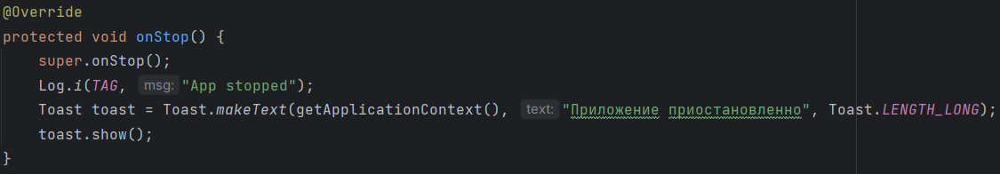 @Override
protected void onStop() {
super.onStop();
Log.i(TAG, msg: "App stopped");
Toast toast = Toast.makeText(getApplicationContext(), text: "Приложение приостановленно", Toast.LENGTH_LONG);
toast.show();
}